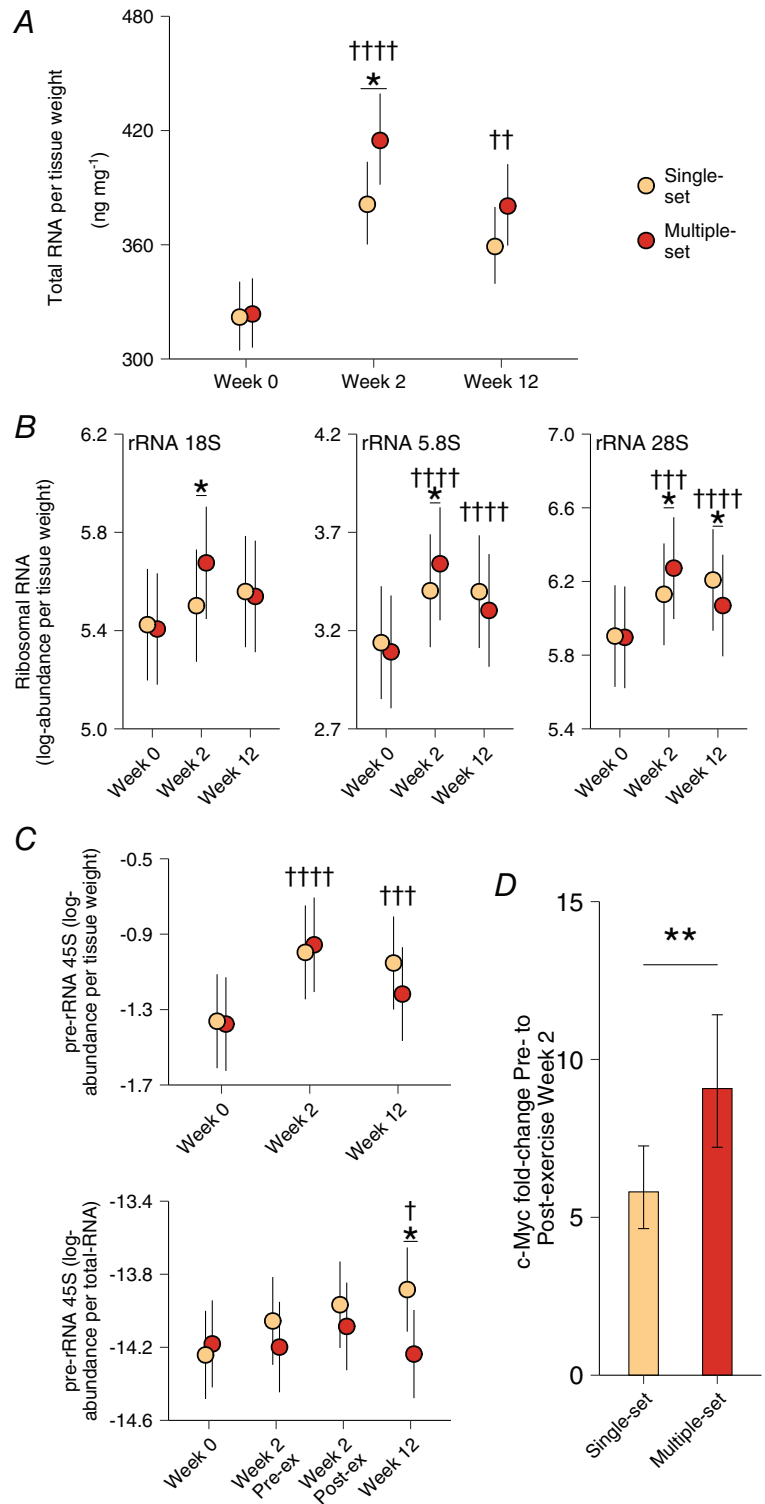 A
Total RNA per tissue weight
(ng mg-1)
480
420
360
300
††††
*
††
Week 0
Week 2
Week 12
Single-
set
Multiple-
set
B
Ribosomal RNA
(log-abundance per tissue weight)
rRNA 18S
6.2
5.8
5.4
5.0
*
Week 0
Week 2
Week 12
rRNA 5.8S
4.2
3.7
3.2
2.7
††††
*
††††
Week 0
Week 2
Week 12
rRNA 28S
7.0
6.6
6.2
5.8
5.4
†††
*
††††
*
Week 0
Week 2
Week 12
C
pre-rRNA 45S (log-
abundance per tissue weight)
-0.5
-0.9
-1.3
-1.7
††††
†††
Week 0
Week 2
Week 12
pre-rRNA 45S (log-
abundance per total-RNA)
-13.4
-13.8
-14.2
-14.6
†
*
Week 0
Week 2
Pre-ex
Week 2
Post-ex
Week 12
D
c-Myc fold-change Pre- to
Post-exercise Week 2
15
10
5
0
**
Single-set
Multiple-set